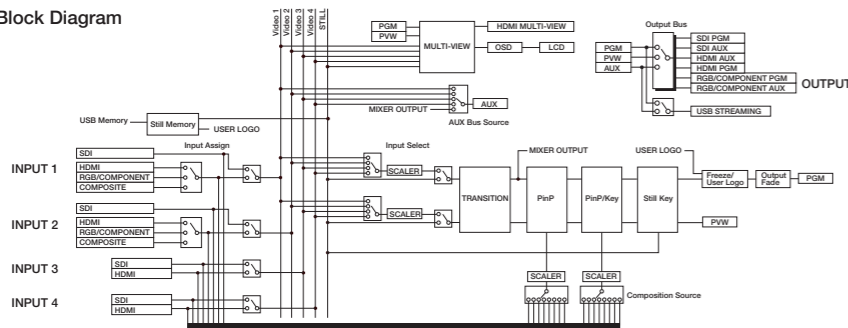 Block Diagram
Video 1
Video 2
Video 3
Video 4
STILL
PGM
PVW
MULTI-VIEW
HDMI MULTI-VIEW
OSD
LCD
Output Bus
PGM
PVW
AUX
SDI PGM
SDI AUX
HDMI AUX
HDMI PGM
RGB/COMPONENT PGM
RGB/COMPONENT AUX
OUTPUT
USB STREAMING
MIXER OUTPUT
AUX
AUX Bus Source
USB Memory
Still Memory
USER LOGO
Input Assign
Input Select
MIXER OUTPUT
USER LOGO
INPUT 1
SDI
HDMI
RGB/COMPONENT
COMPOSITE
SCALER
SCALER
TRANSITION
PinP
PinP/Key
Still Key
Freeze/
User Logo
Output
Fade
PGM
PVW
INPUT 2
SDI
HDMI
RGB/COMPONENT
COMPOSITE
INPUT 3
SDI
HDMI
INPUT 4
SDI
HDMI
SCALER
SCALER
Composition Source